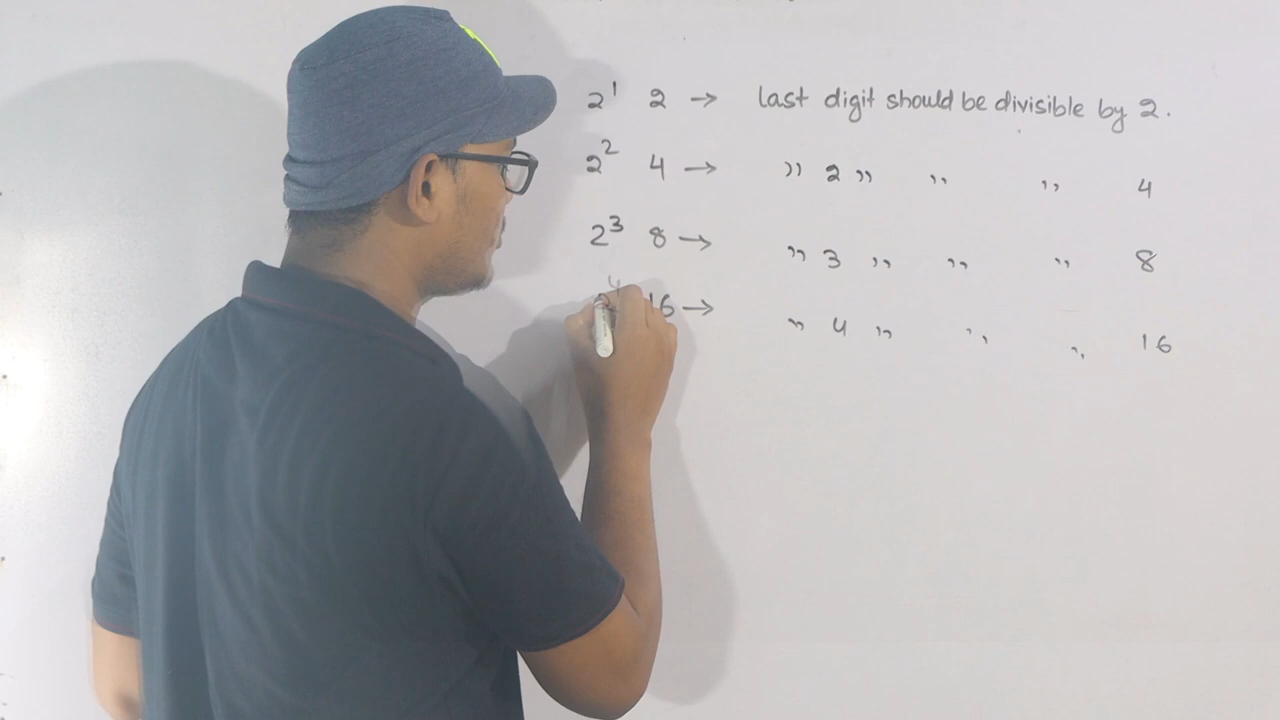 2¹ 2 → last digit should be divisible by 2.
2² 4 → ,, 2 ,, ,, ,, 4
2³ 8 → ,, 3 ,, ,, ,, 8
2⁴ 16 → ,, 4 ,, ,, ,, 16